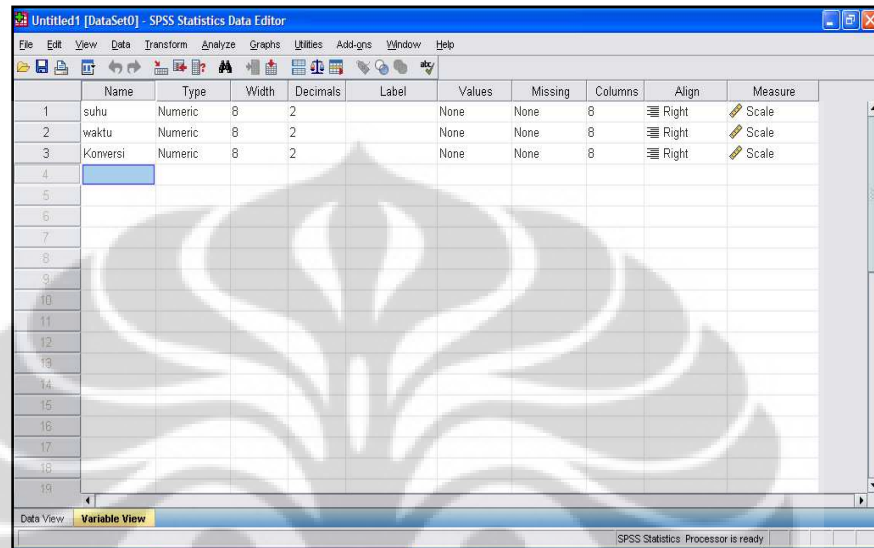 Untitled1 [DataSet0] - SPSS Statistics Data Editor
File Edit View Data Transform Analyze Graphs Utilities Add-ons Window Help
Name Type Width Decimals Label Values Missing Columns Align Measure
1 suhu Numeric 8 2 None None 8 Right Scale
2 waktu Numeric 8 2 None None 8 Right Scale
3 Konversi Numeric 8 2 None None 8 Right Scale
4
5
6
7
8
9
10
11
12
13
14
15
16
17
18
19
Data View Variable View
SPSS Statistics Processor is ready